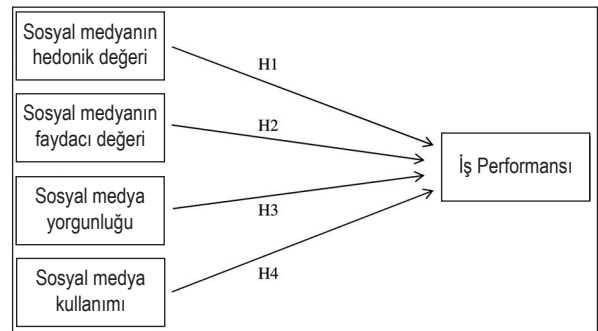 Sosyal medyanın
hedonik değeri
H1
Sosyal medyanın
faydacı değeri
H2
İş Performansı
Sosyal medya
yorgunluğu
H3
Sosyal medya
kullanımı
H4